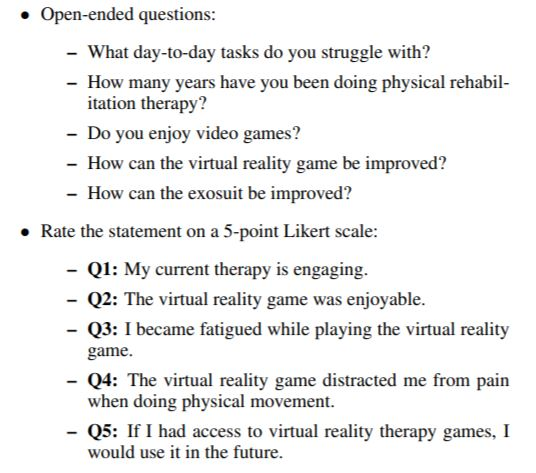 • Open-ended questions:
– What day-to-day tasks do you struggle with?
– How many years have you been doing physical rehabil-
itation therapy?
– Do you enjoy video games?
– How can the virtual reality game be improved?
– How can the exosuit be improved?
• Rate the statement on a 5-point Likert scale:
– Q1: My current therapy is engaging.
– Q2: The virtual reality game was enjoyable.
– Q3: I became fatigued while playing the virtual reality
game.
– Q4: The virtual reality game distracted me from pain
when doing physical movement.
– Q5: If I had access to virtual reality therapy games, I
would use it in the future.